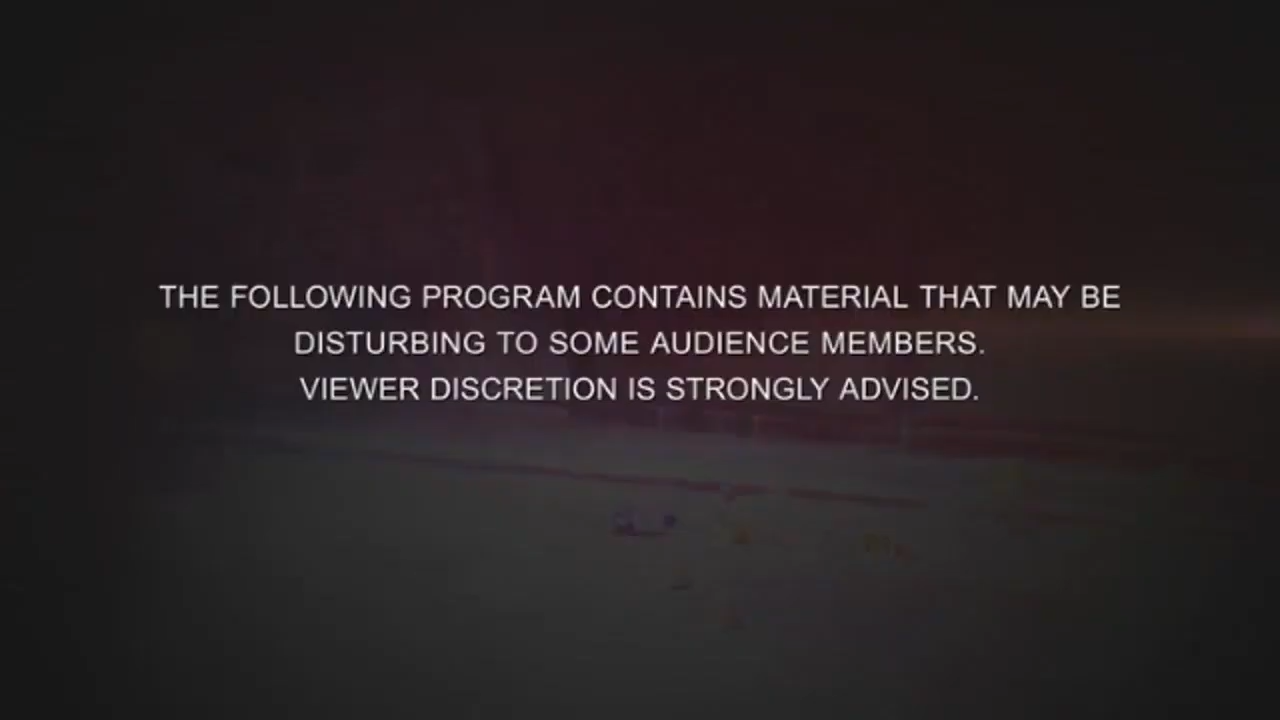 THE FOLLOWING PROGRAM CONTAINS MATERIAL THAT MAY BE
DISTURBING TO SOME AUDIENCE MEMBERS.
VIEWER DISCRETION IS STRONGLY ADVISED.